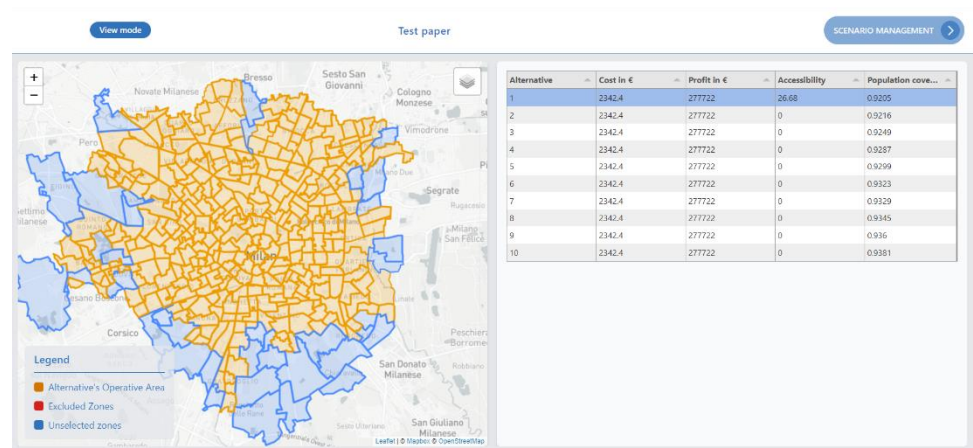 View mode
Test paper
SCENARIO MANAGEMENT
+
−
Novate Milanese
Bresso
Sesto San
Giovanni
Cologno
Monzese
Vimodrone
Pero
Segrate
Milano
San Felice
Milan
Cesano Boscone
Corsico
Peschiera
Borromeo
San Donato
Milanese
Robbiano
San Giuliano
Milanese
Legend
Alternative's Operative Area
Excluded Zones
Unselected zones
Leaflet | © Mapbox © OpenStreetMap
Alternative Cost in € Profit in € Accessibility Population cove...
1 2342.4 277722 26.68 0.9205
2 2342.4 277722 0 0.9216
3 2342.4 277722 0 0.9249
4 2342.4 277722 0 0.9287
5 2342.4 277722 0 0.9299
6 2342.4 277722 0 0.9323
7 2342.4 277722 0 0.9329
8 2342.4 277722 0 0.9345
9 2342.4 277722 0 0.936
10 2342.4 277722 0 0.9381